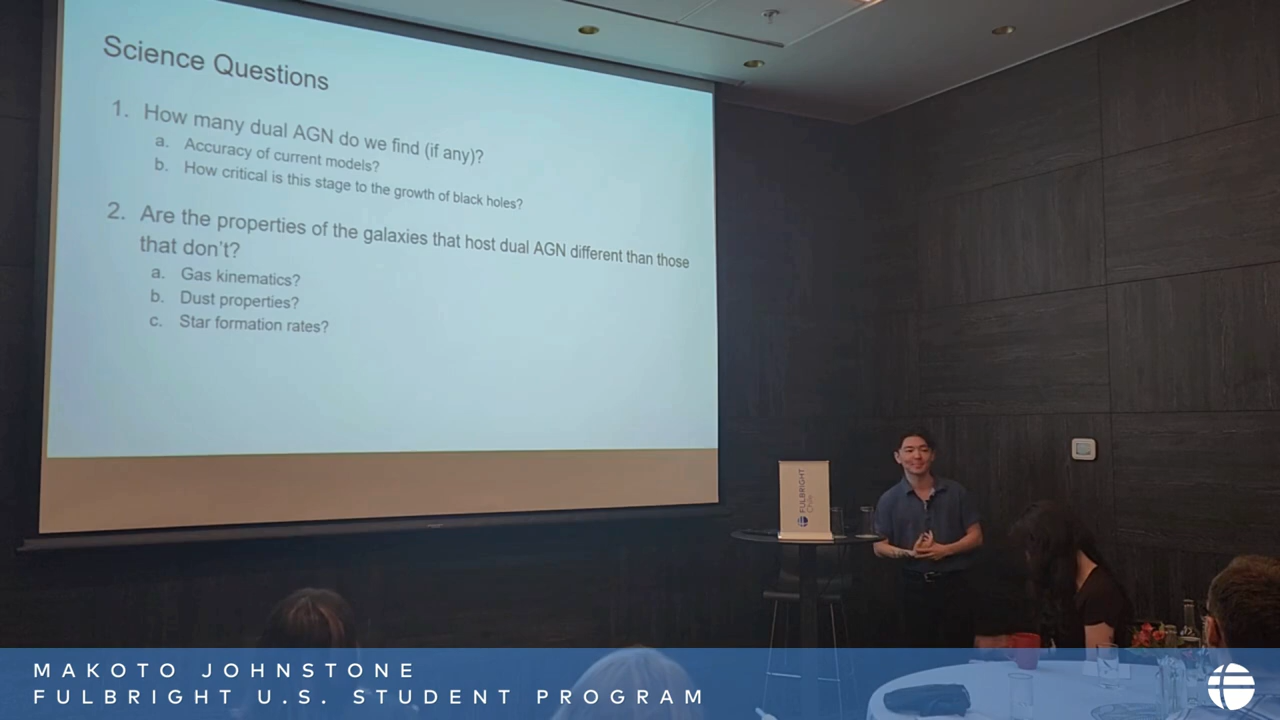 Science Questions
1. How many dual AGN do we find (if any)?
a. Accuracy of current models?
b. How critical is this stage to the growth of black holes?
2. Are the properties of the galaxies that host dual AGN different than those
that don't?
a. Gas kinematics?
b. Dust properties?
c. Star formation rates?
FULBRIGHT
Chile
MAKOTO JOHNSTONE
FULBRIGHT U.S. STUDENT PROGRAM